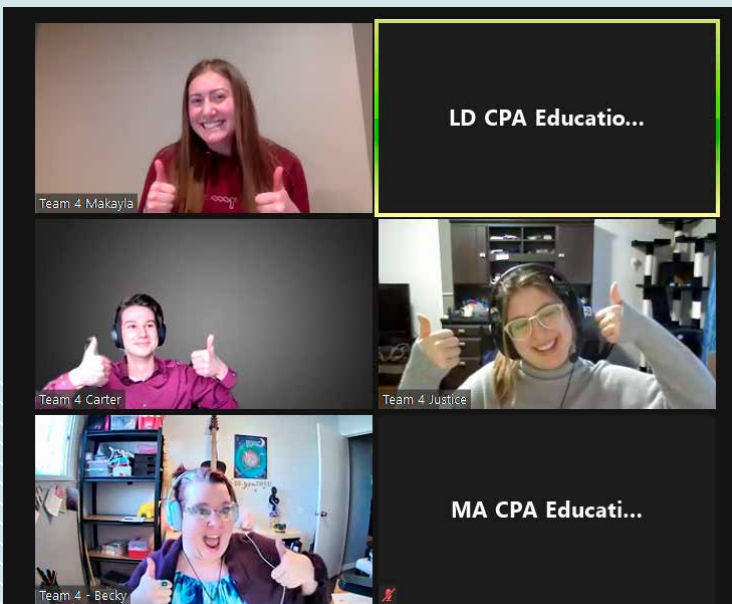 LD CPA Educatio...
Team 4 Makayla
Team 4 Carter
Team 4 Justice
MA CPA Educati...
Team 4 - Becky